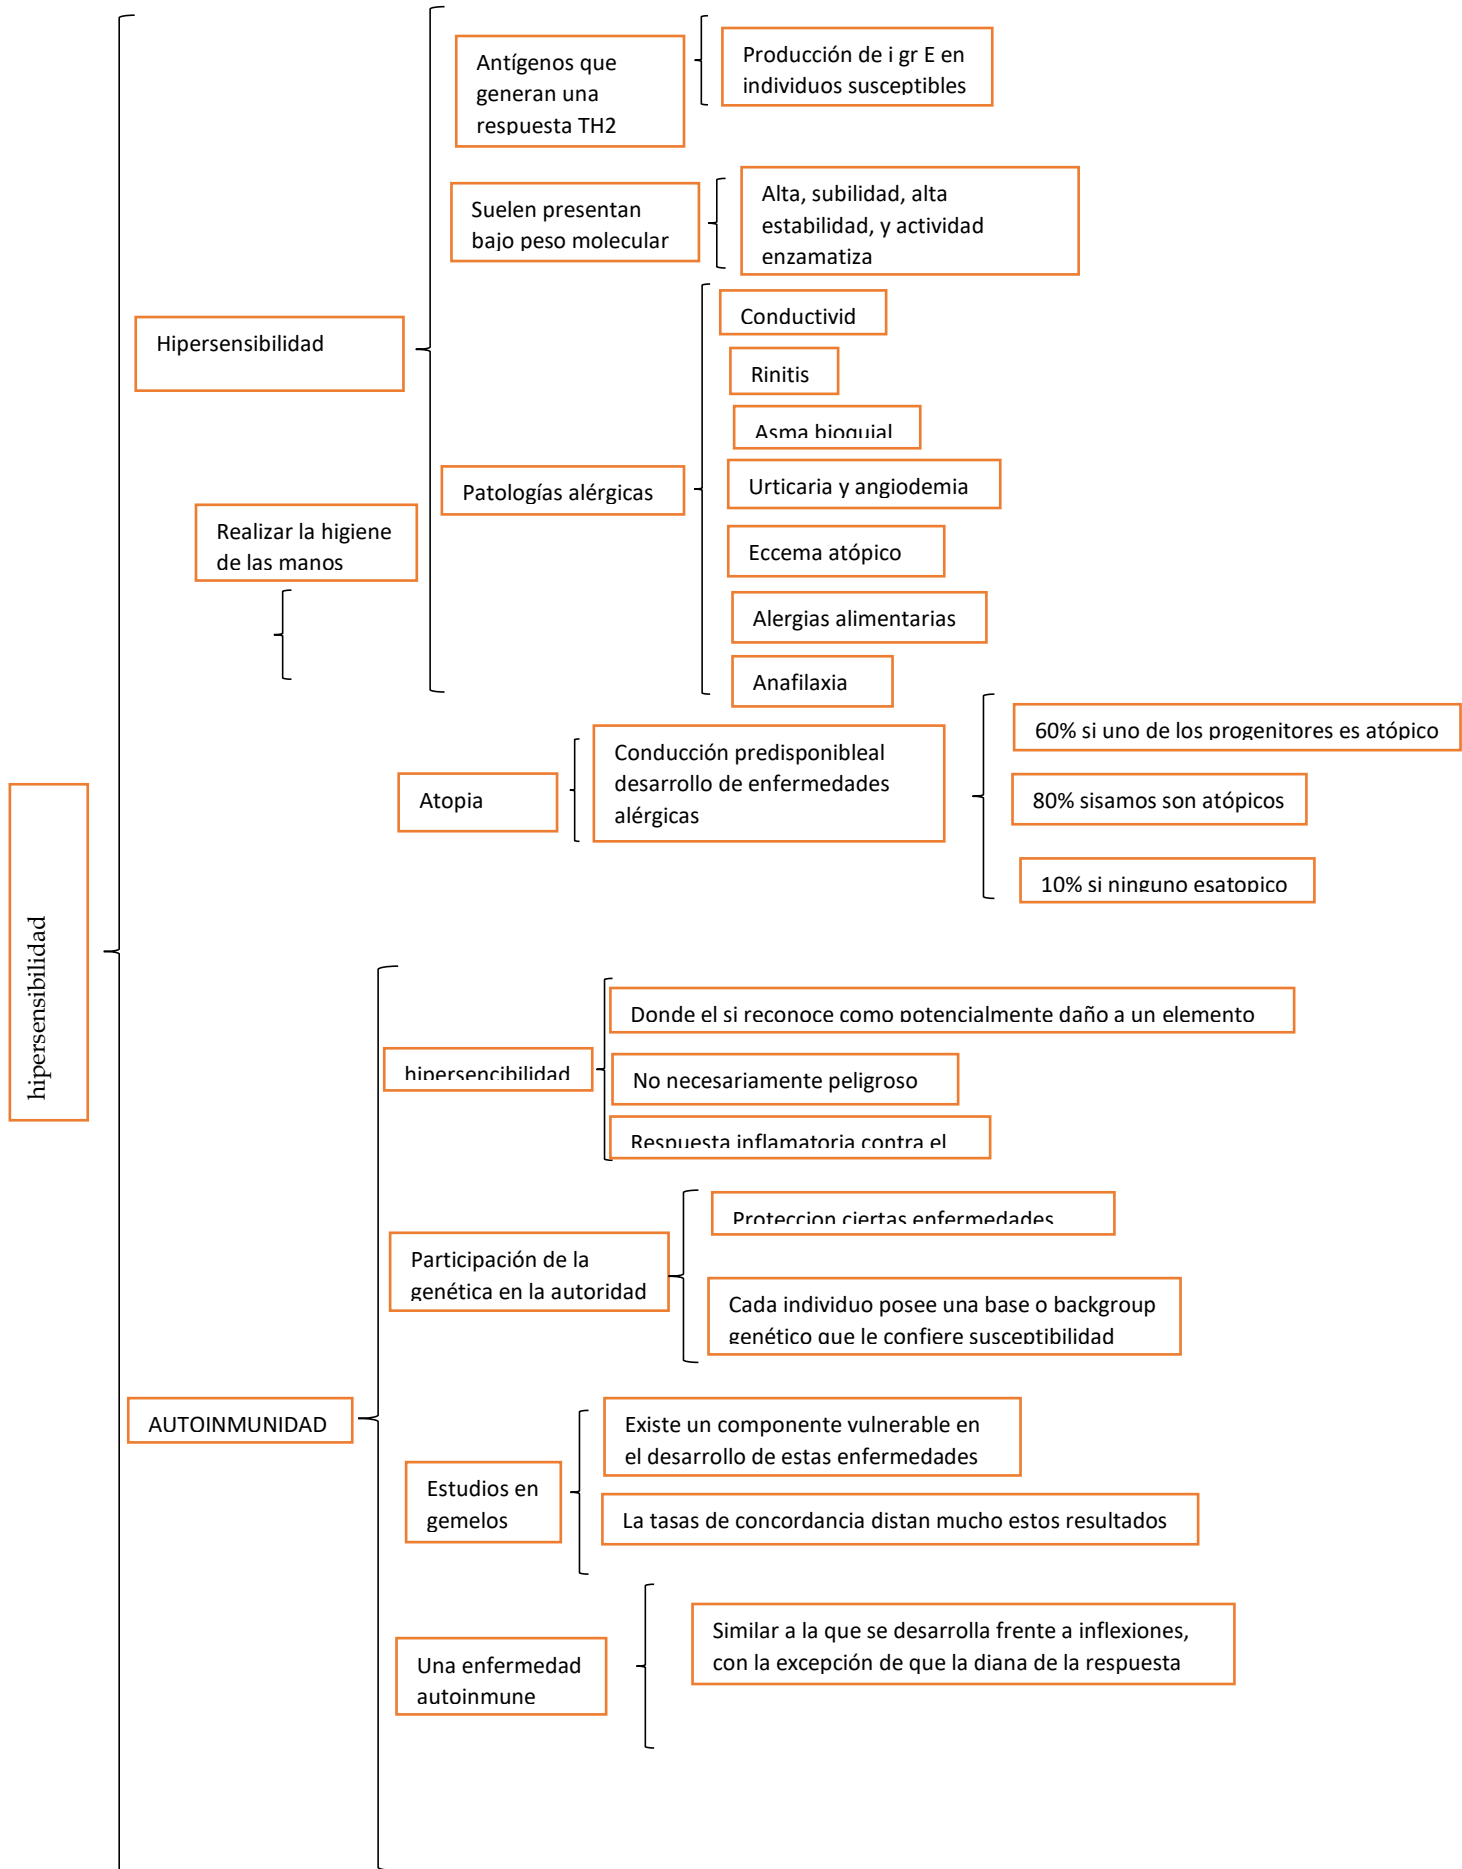 hipersensibilidad
Hipersensibilidad
Antígenos que
generan una
respuesta TH2
Producción de i gr E en
individuos susceptibles
Suelen presentan
bajo peso molecular
Alta, subilidad, alta
estabilidad, y actividad
enzamatiza
Patologías alérgicas
Conductivid
Rinitis
Asma bioquial
Urticaria y angiodemia
Eccema atópico
Alergias alimentarias
Anafilaxia
Realizar la higiene
de las manos
Atopia
Conducción predisponibleal
desarrollo de enfermedades
alérgicas
60% si uno de los progenitores es atópico
80% sisamos son atópicos
10% si ninguno esatopico
AUTOINMUNIDAD
hipersencibilidad
Donde el si reconoce como potencialmente daño a un elemento
No necesariamente peligroso
Respuesta inflamatoria contra el
Participación de la
genética en la autoridad
Proteccion ciertas enfermedades
Cada individuo posee una base o backgroup
genético que le confiere susceptibilidad
Estudios en
gemelos
Existe un componente vulnerable en
el desarrollo de estas enfermedades
La tasas de concordancia distan mucho estos resultados
Una enfermedad
autoinmune
Similar a la que se desarrolla frente a inflexiones,
con la excepción de que la diana de la respuesta